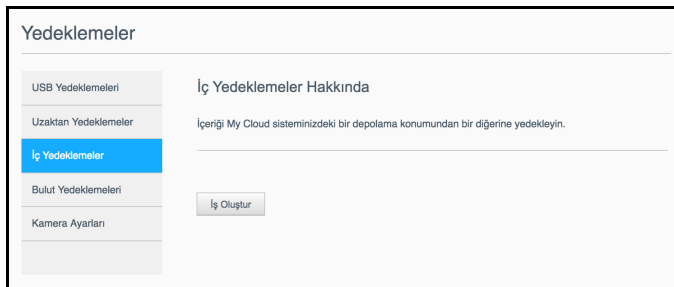 Yedeklemeler
USB Yedeklemeleri
Uzaktan Yedeklemeler
İç Yedeklemeler
Bulut Yedeklemeleri
Kamera Ayarları
İç Yedeklemeler Hakkında
İçeriği My Cloud sisteminizdeki bir depolama konumundan bir diğerine yedekleyin.
İş Oluştur